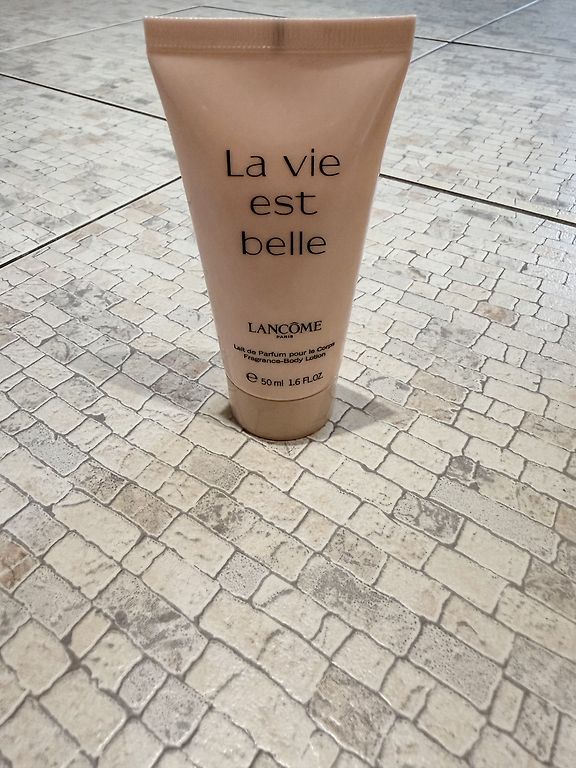 La vie
est
belle
LANCÔME
PARIS
Lait de Parfum pour le Corps
Fragrance-Body Lotion
℮ 50 ml 1.6 FL.OZ.